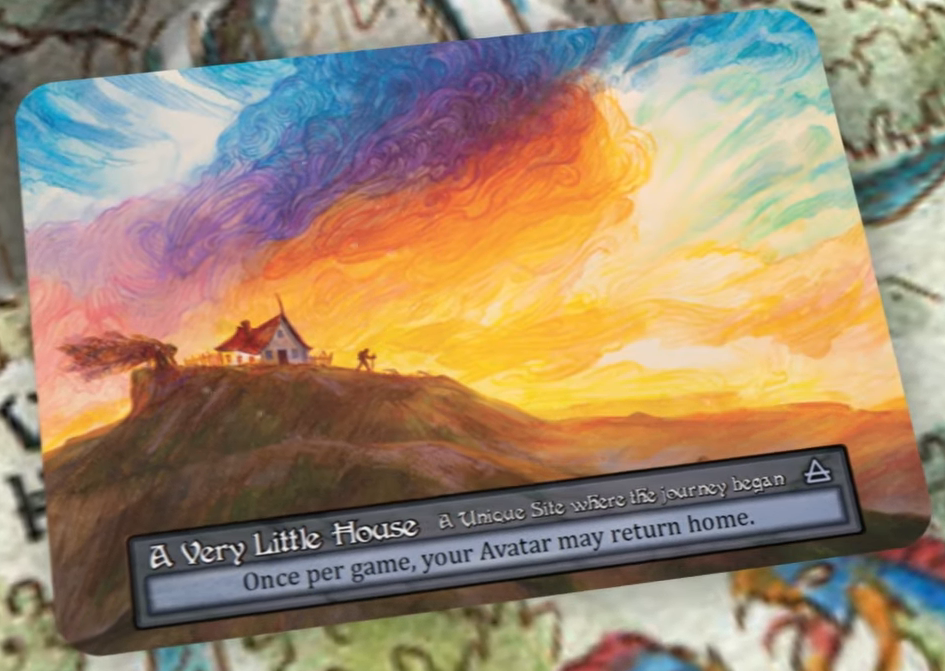 A Very Little House A Unique Site where the journey began
Once per game, your Avatar may return home.